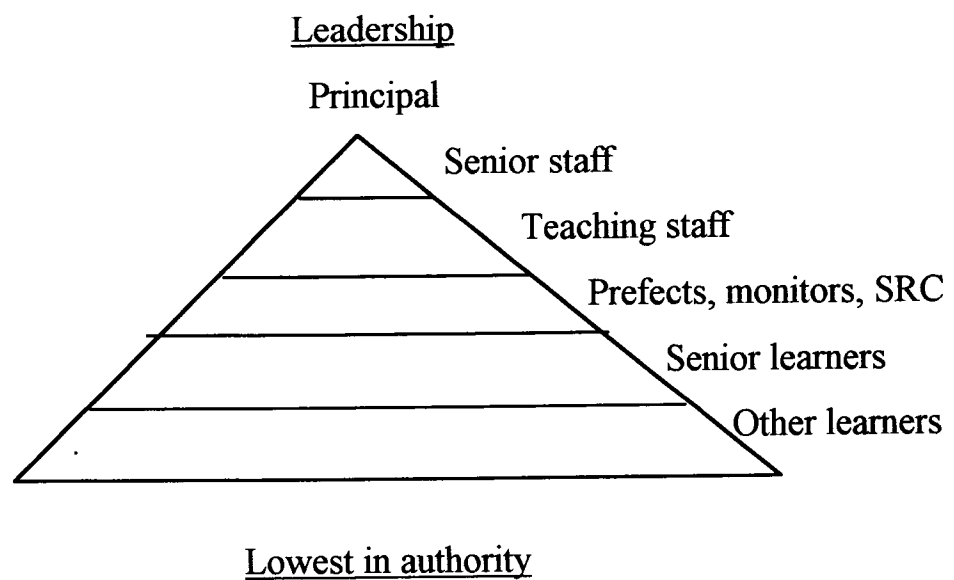 Leadership
Principal
Senior staff
Teaching staff
Prefects, monitors, SRC
Senior learners
Other learners
Lowest in authority